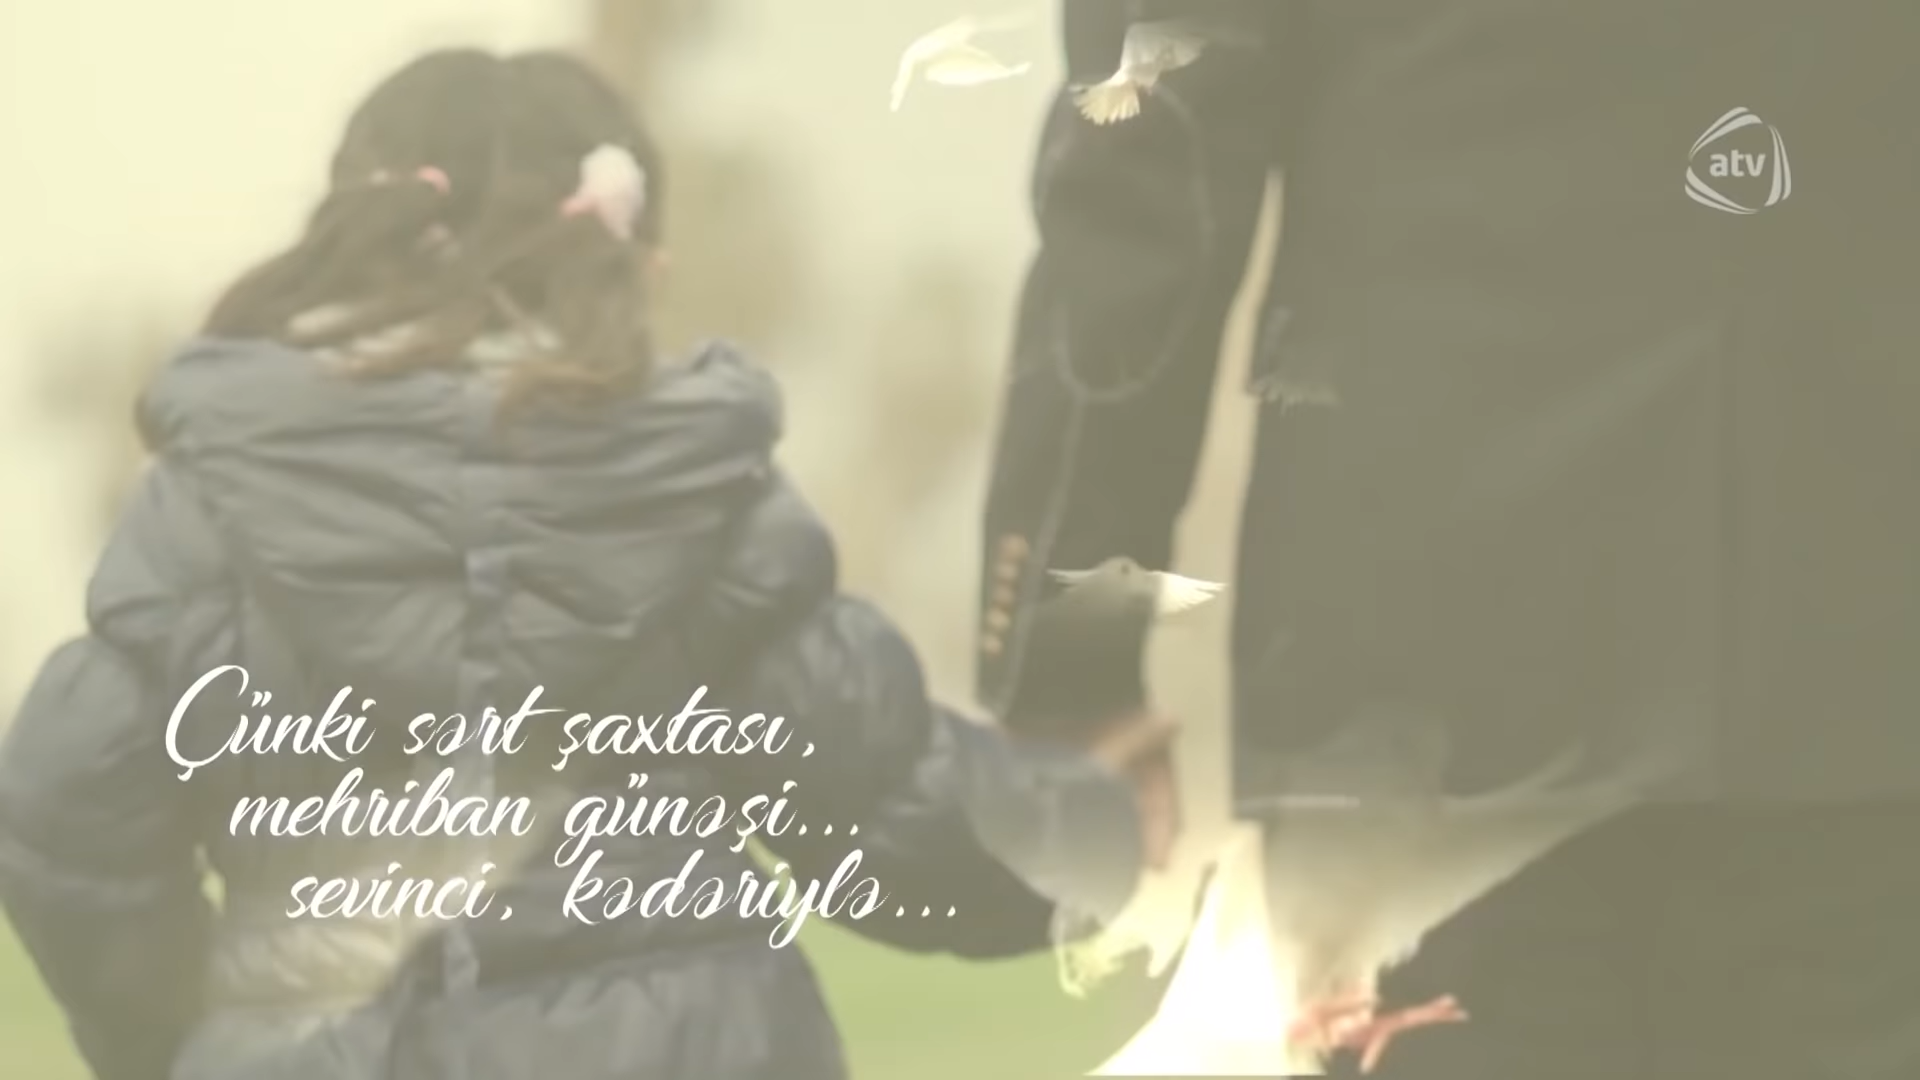 atv
Çünki sərt şaxtası,
mehriban günəşi...
sevinci, kədəriylə...